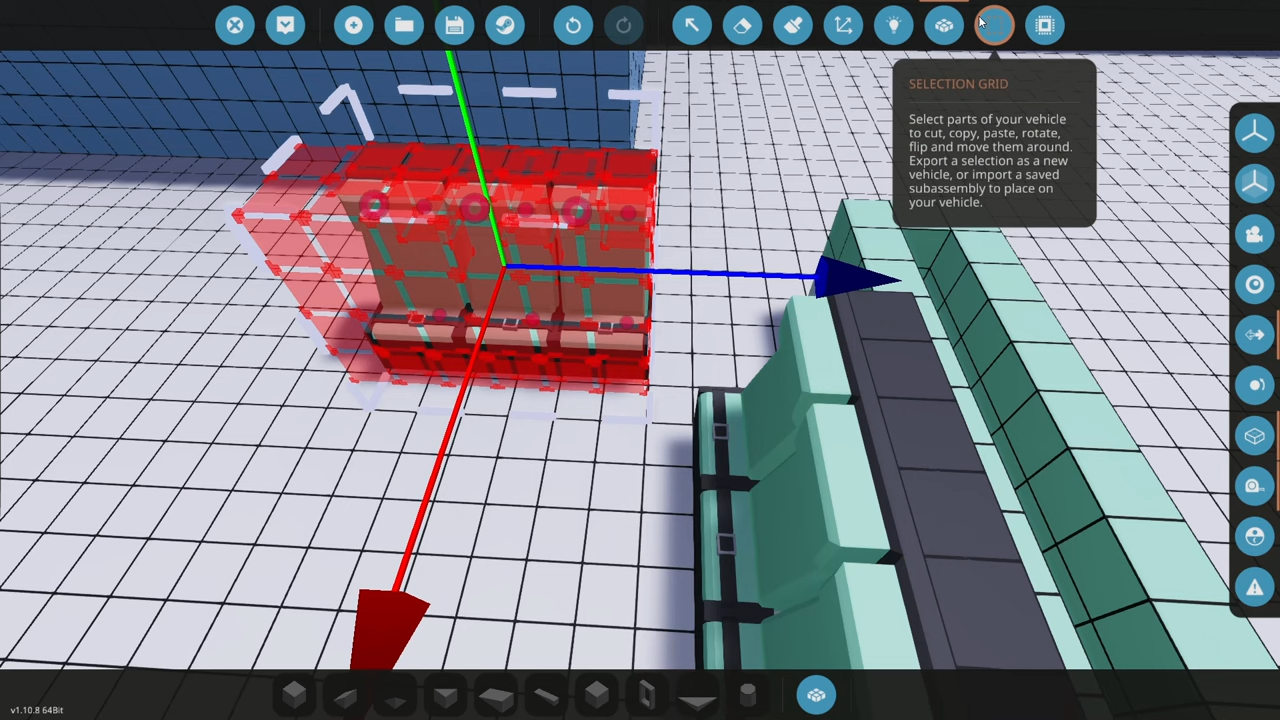 SELECTION GRID
Select parts of your vehicle
to cut, copy, paste, rotate,
flip and move them around.
Export a selection as a new
vehicle, or import a saved
subassembly to place on
your vehicle.
v1.10.8 64Bit